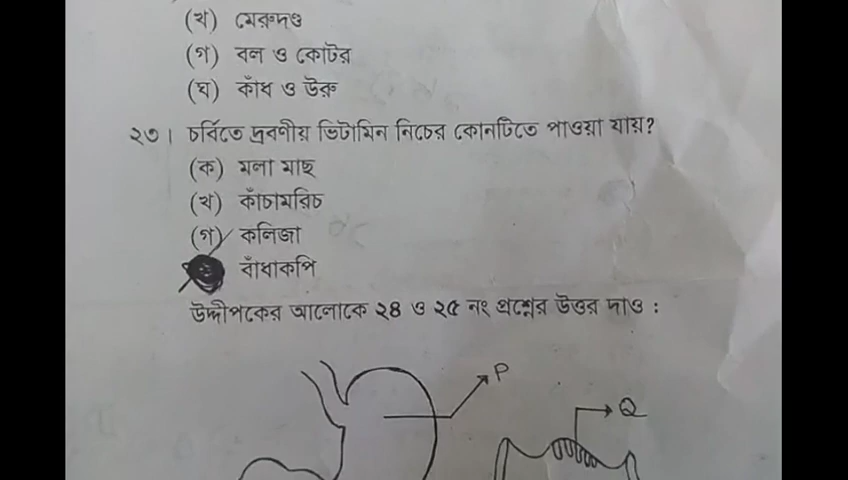 (খ) মেরুদণ্ড
(গ) বল ও কোটর
(ঘ) কাঁধ ও উরু
২৩। চর্বিতে দ্রবণীয় ভিটামিন নিচের কোনটিতে পাওয়া যায়?
(ক) মলা মাছ
(খ) কাঁচামরিচ
(গ) কলিজা
বাঁধাকপি
উদ্দীপকের আলোকে ২৪ ও ২৫ নং প্রশ্নের উত্তর দাও :
P
Q